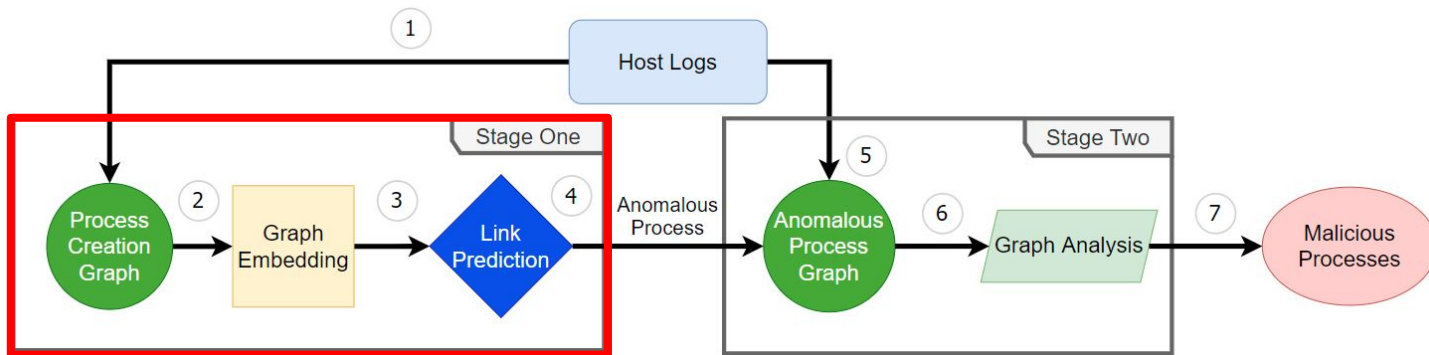 1
Host Logs
Stage One
Stage Two
Process
Creation
Graph
2
Graph
Embedding
3
Link
Prediction
4
Anomalous
Process
5
Anomalous
Process
Graph
6
Graph Analysis
7
Malicious
Processes